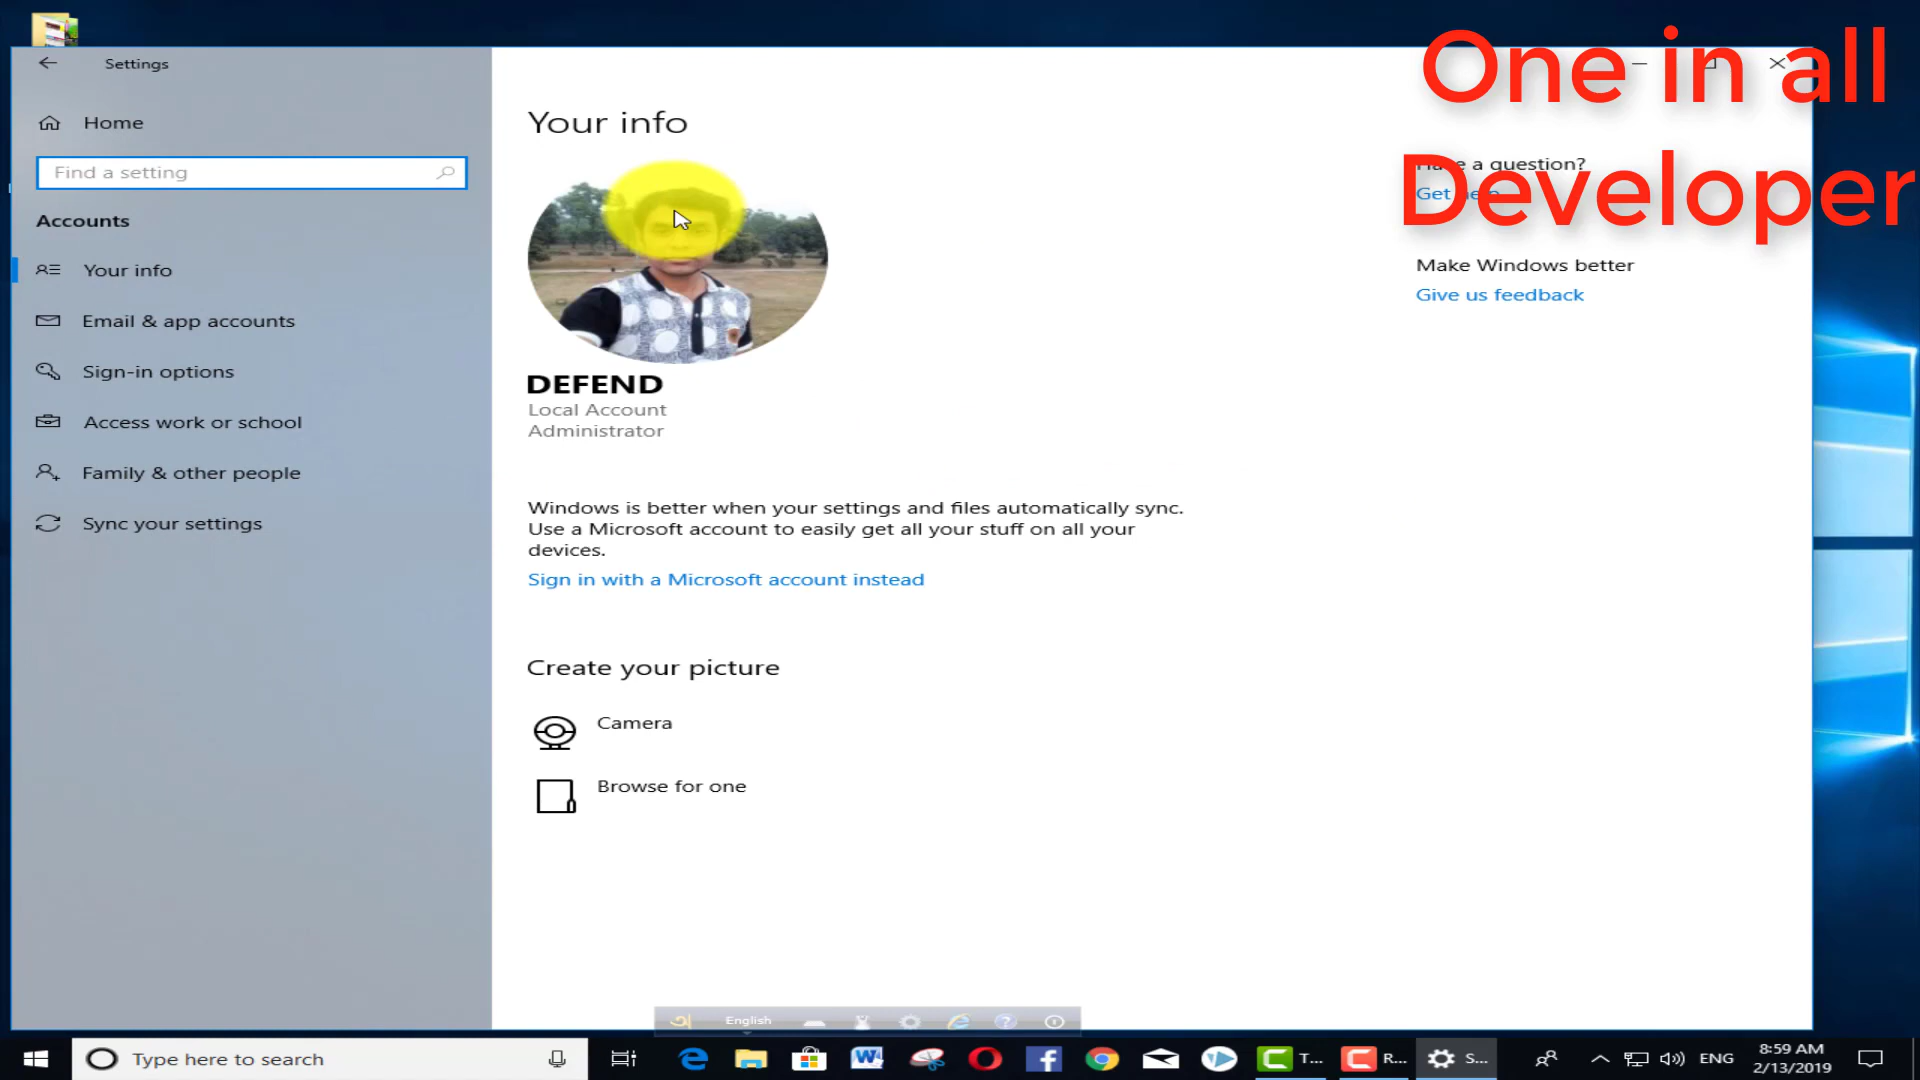 One in all
Developer
Settings
Home
Find a setting
Accounts
Your info
Email & app accounts
Sign-in options
Access work or school
Family & other people
Sync your settings
Your info
DEFEND
Local Account
Administrator
Windows is better when your settings and files automatically sync.
Use a Microsoft account to easily get all your stuff on all your
devices.
Sign in with a Microsoft account instead
Create your picture
Camera
Browse for one
Have a question?
Get help
Make Windows better
Give us feedback
অ English
Type here to search
T...
R...
S...
ENG
8:59 AM
2/13/2019